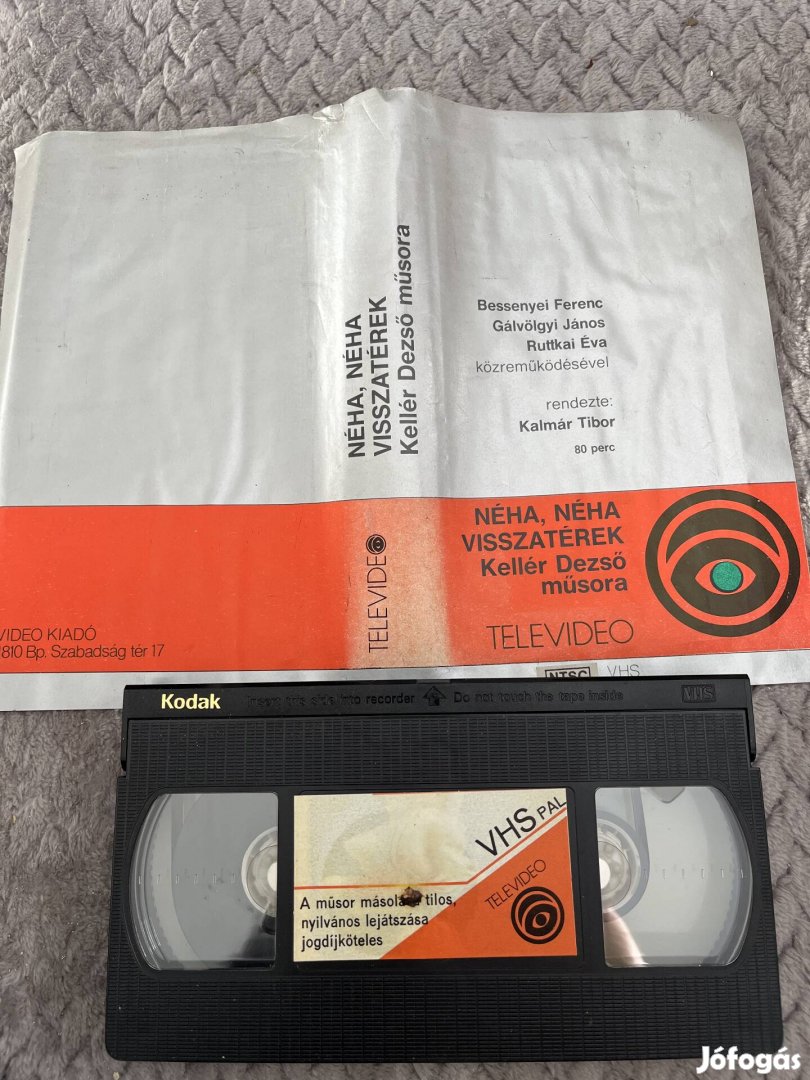 NÉHA, NÉHA
VISSZATÉREK
Kellér Dezső műsora
TELEVIDEO
Bessenyei Ferenc
Gálvölgyi János
Ruttkai Éva
közreműködésével
rendezte:
Kalmár Tibor
80 perc
NÉHA, NÉHA
VISSZATÉREK
Kellér Dezső
műsora
TELEVIDEO
VIDEO KIADÓ
1810 Bp. Szabadság tér 17
NTSC VHS
Kodak Insert this side into recorder Do not touch the tape inside VHS
VHS PAL
TELEVIDEO
A műsor tilos,
nyilvános lejátszása
jogdíjköteles
Jófogás